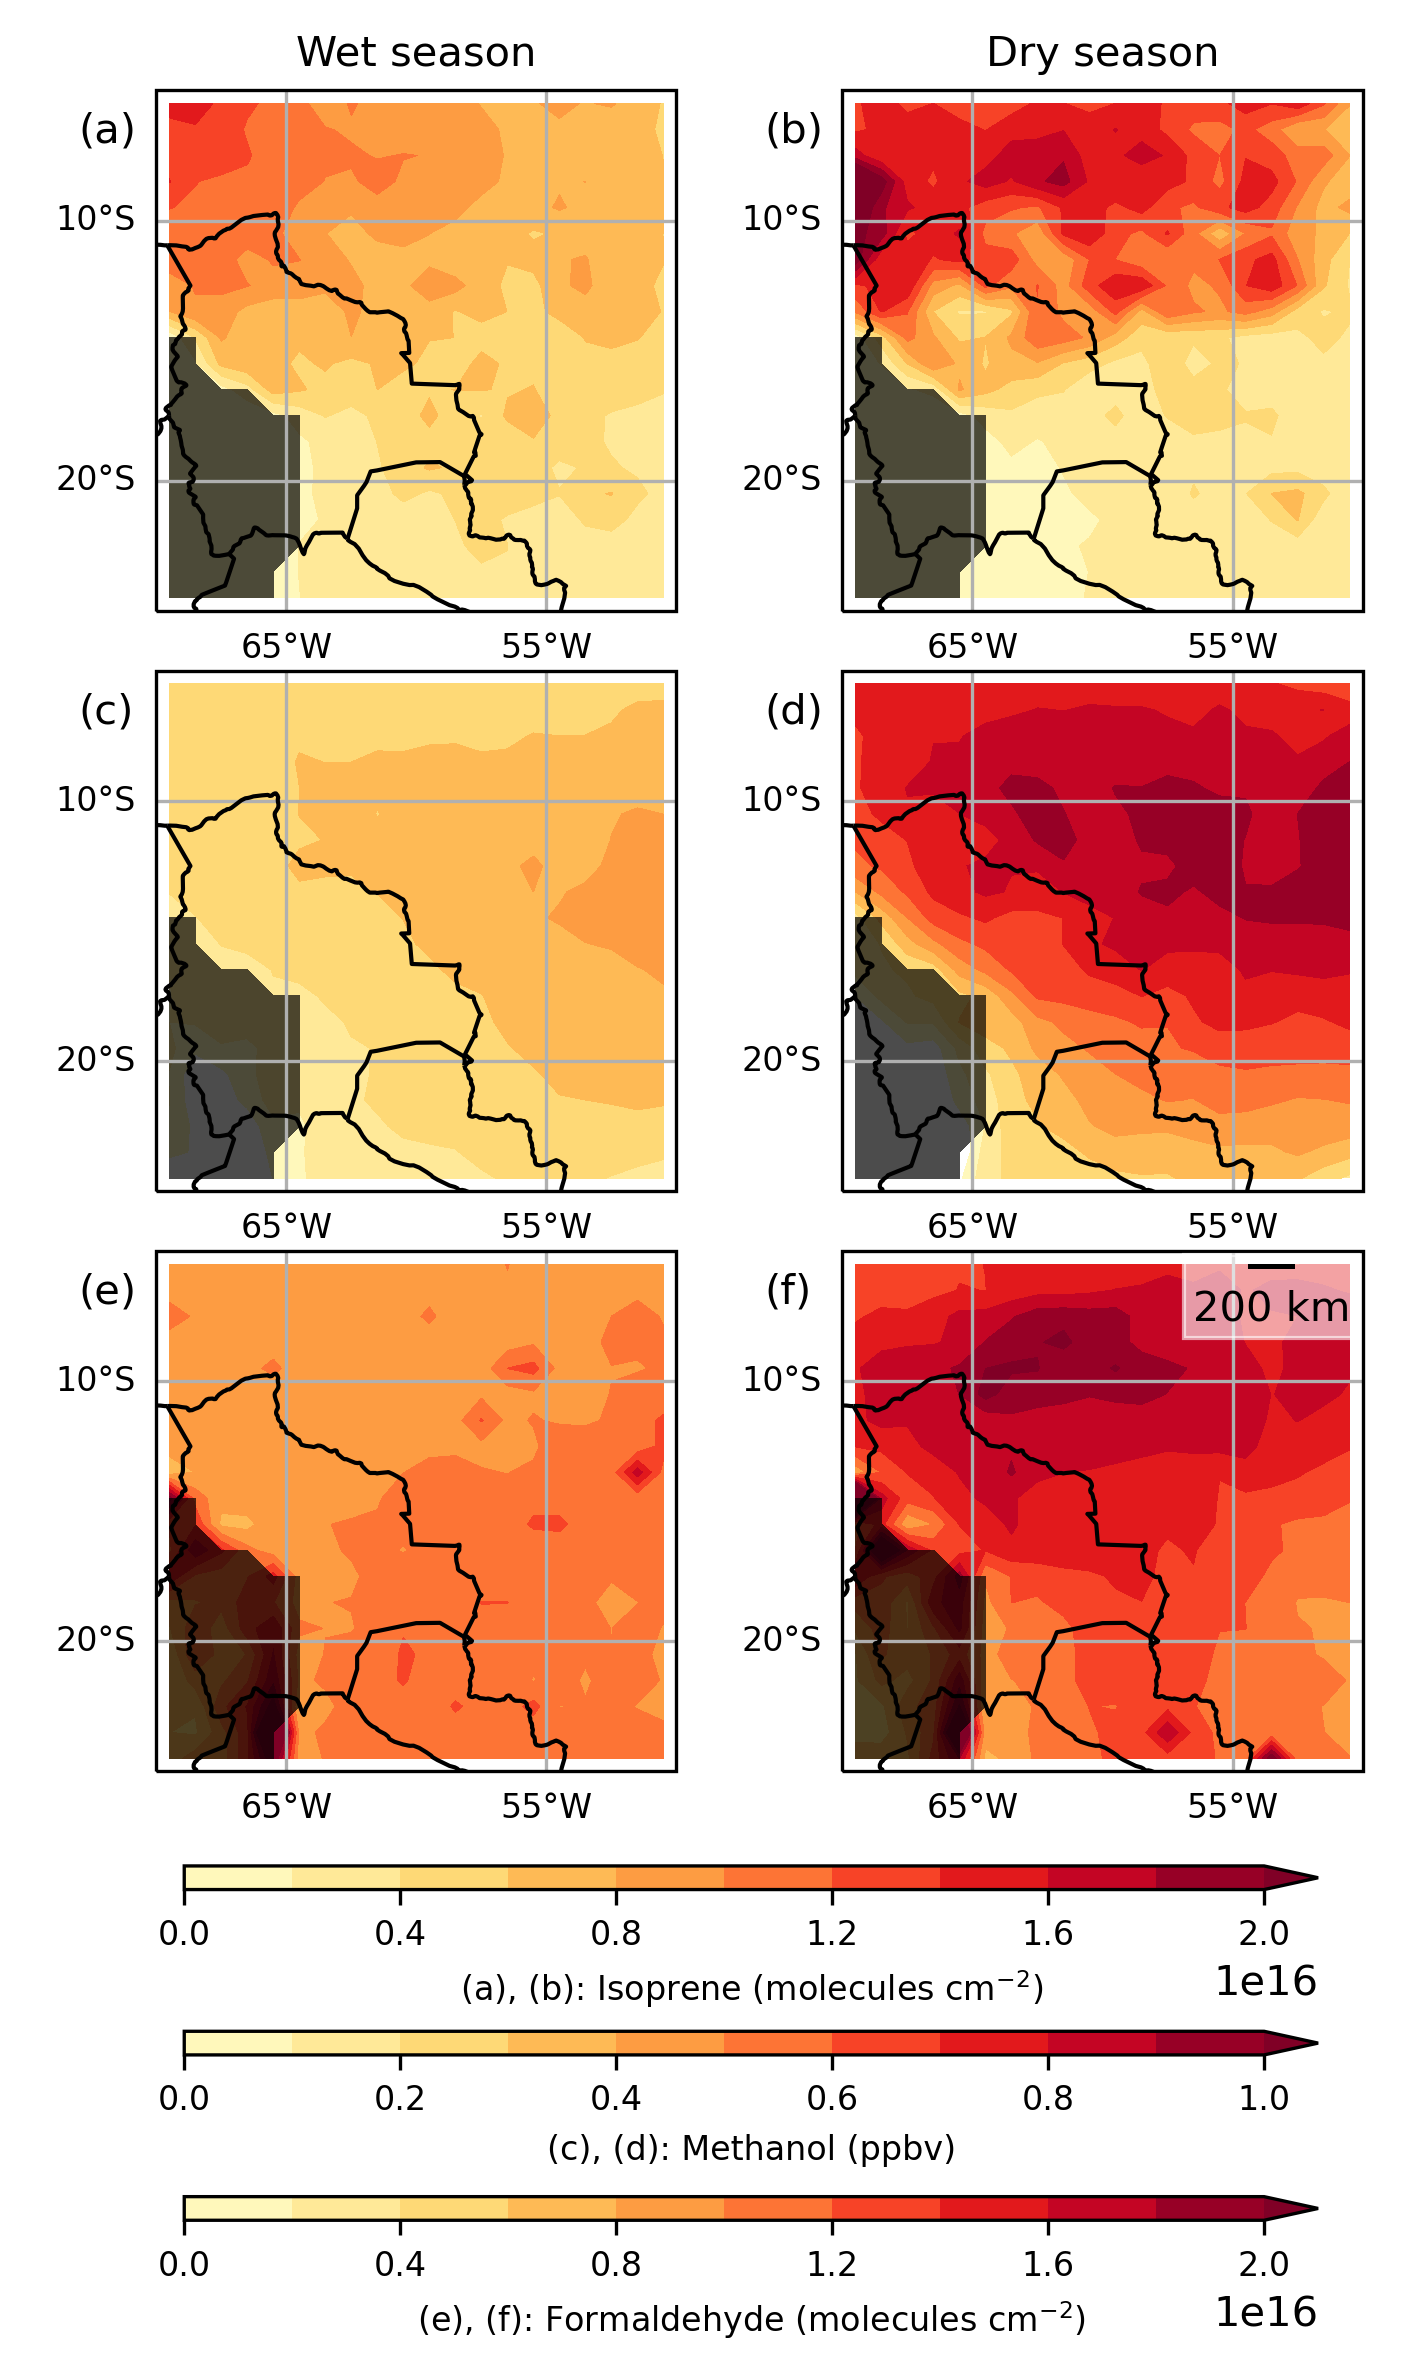 Wet season Dry season
(a) (b)
10°S 10°S
20°S 20°S
65°W 55°W 65°W 55°W
(c) (d)
10°S 10°S
20°S 20°S
65°W 55°W 65°W 55°W
(e) (f) 200 km
10°S 10°S
20°S 20°S
65°W 55°W 65°W 55°W
0.0 0.4 0.8 1.2 1.6 2.0
(a), (b): Isoprene (molecules cm⁻²) 1e16
0.0 0.2 0.4 0.6 0.8 1.0
(c), (d): Methanol (ppbv)
0.0 0.4 0.8 1.2 1.6 2.0
(e), (f): Formaldehyde (molecules cm⁻²) 1e16